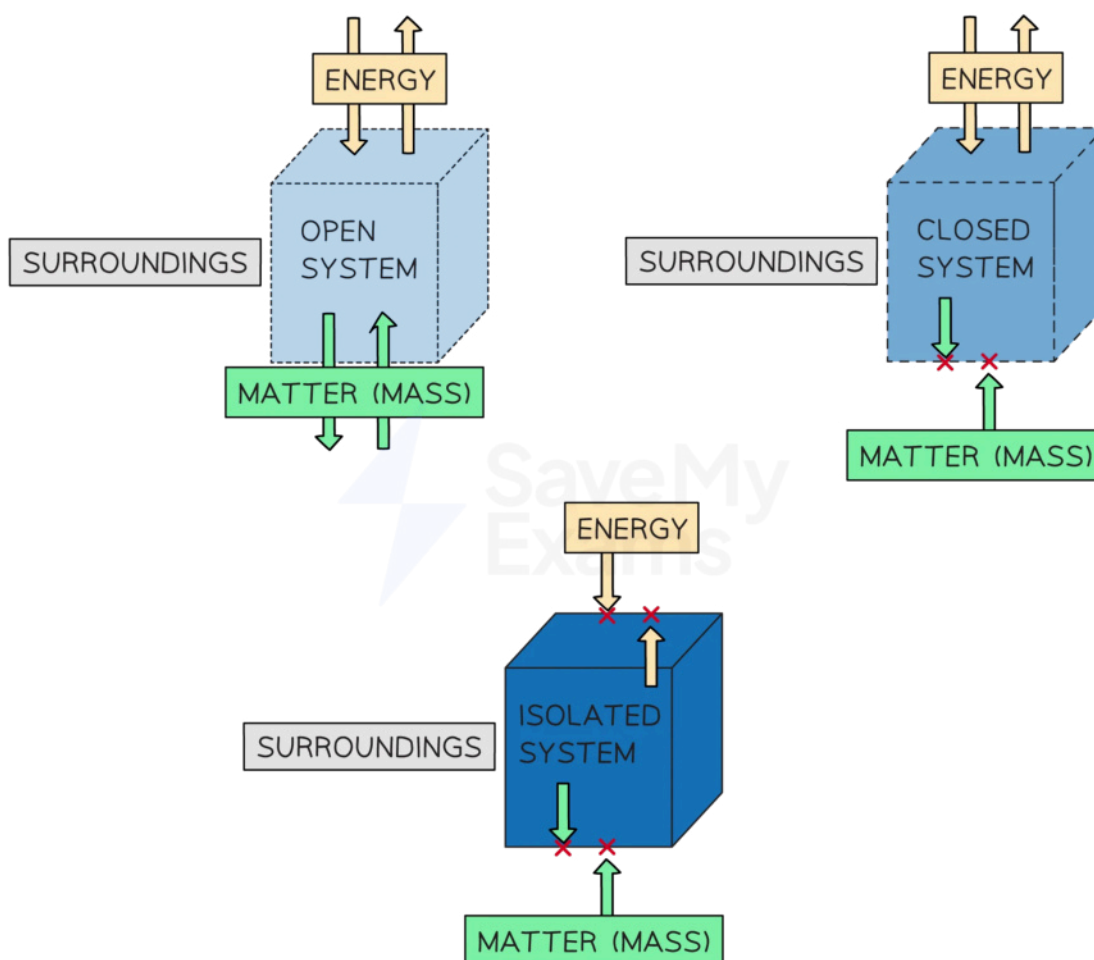 ENERGY
OPEN
SYSTEM
SURROUNDINGS
MATTER (MASS)
ENERGY
CLOSED
SYSTEM
SURROUNDINGS
MATTER (MASS)
SaveMy
Exams
ENERGY
ISOLATED
SYSTEM
SURROUNDINGS
MATTER (MASS)